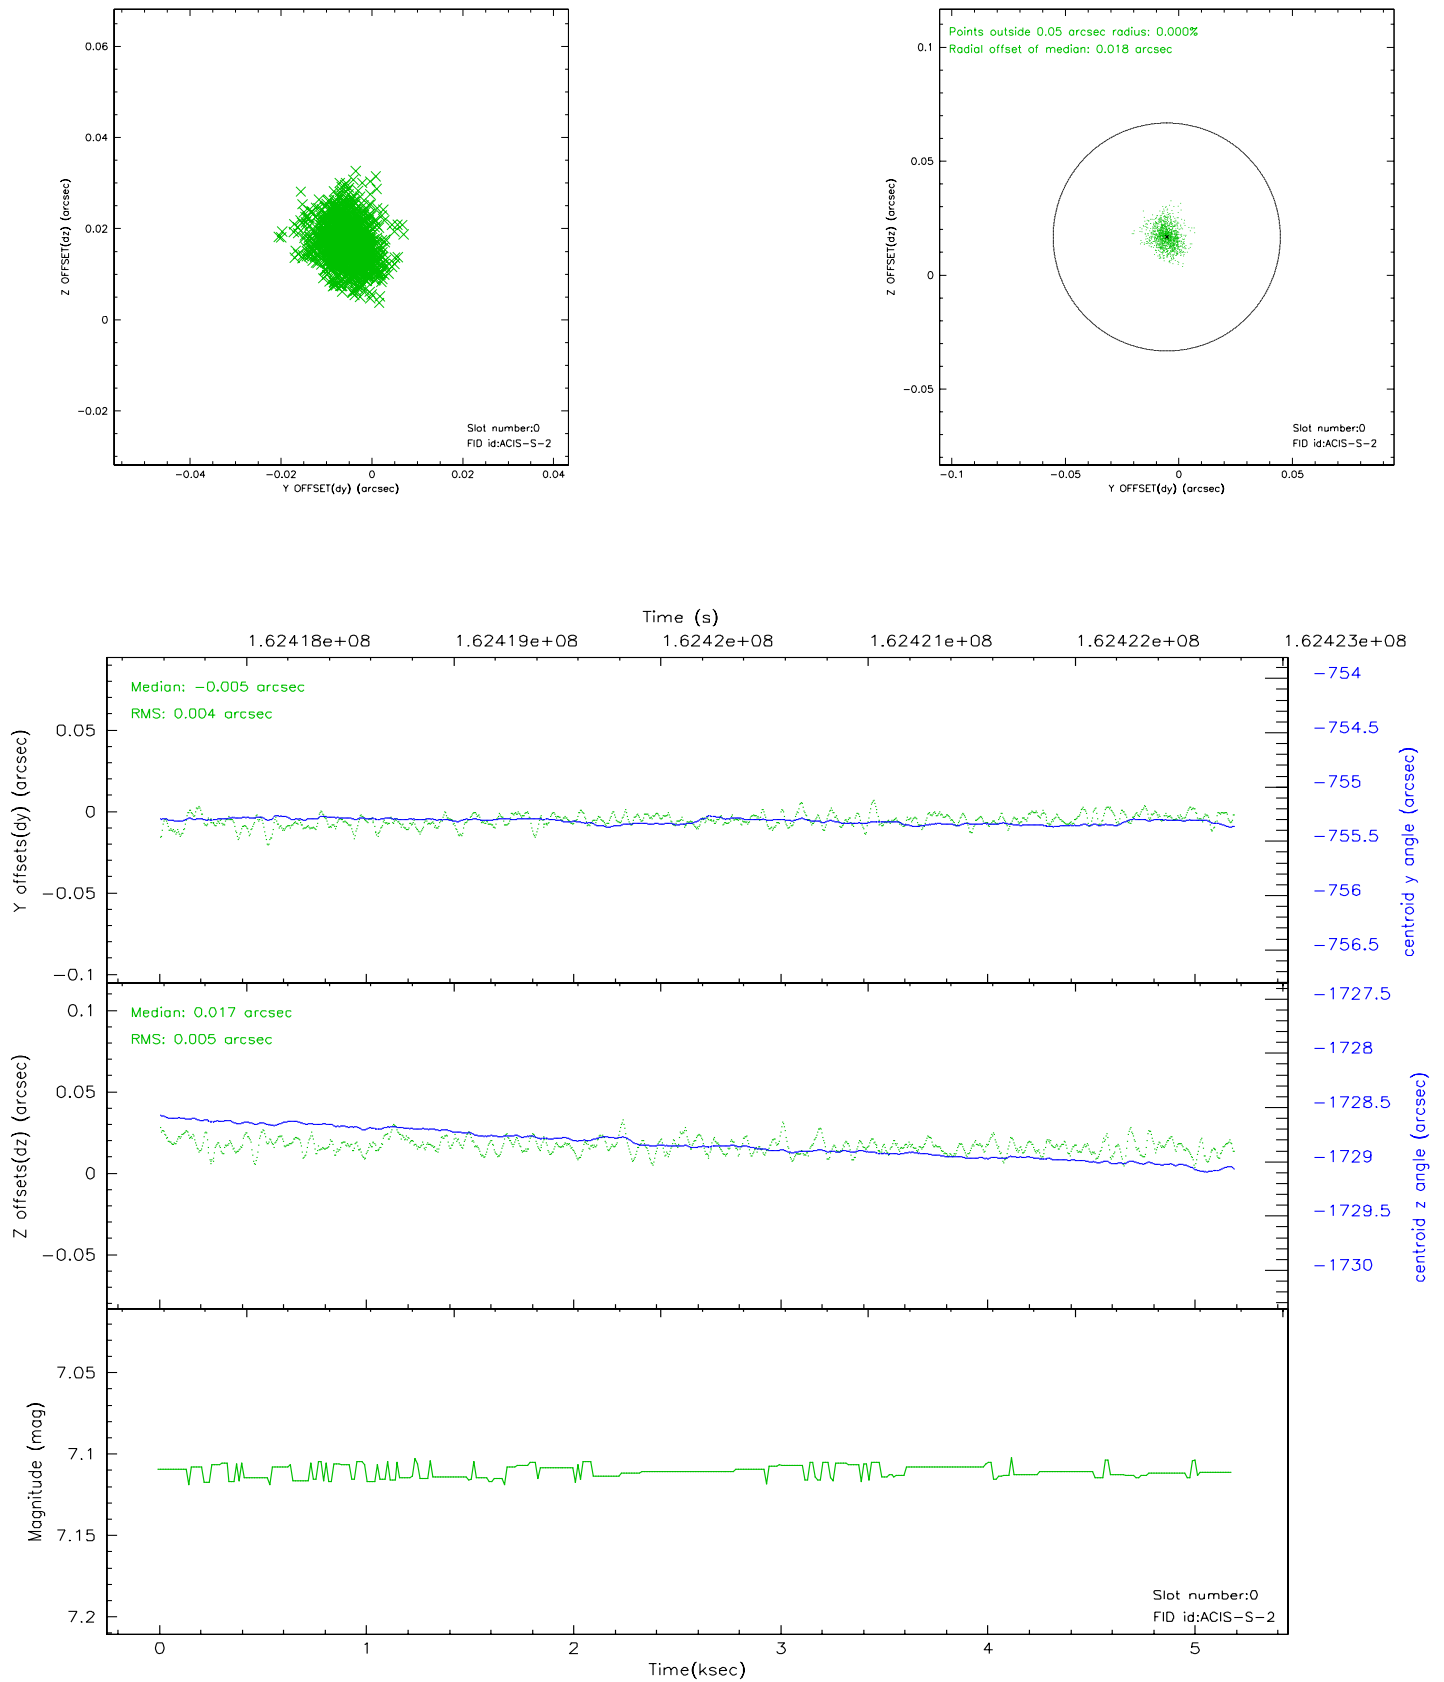 0.06
0.04
0.02
0
−0.02
Z OFFSET(dz) (arcsec)
−0.04 −0.02 0 0.02 0.04
Y OFFSET(dy) (arcsec)
Slot number:0
FID id:ACIS−S−2
Points outside 0.05 arcsec radius: 0.000%
Radial offset of median: 0.018 arcsec
0.1
0.05
0
−0.05
Z OFFSET(dz) (arcsec)
−0.1 −0.05 0 0.05
Y OFFSET(dy) (arcsec)
Slot number:0
FID id:ACIS−S−2
Time (s)
1.62418e+08 1.62419e+08 1.6242e+08 1.62421e+08 1.62422e+08 1.62423e+08
Median: −0.005 arcsec
RMS: 0.004 arcsec
0.05
0
−0.05
−0.1
Y offsets(dy) (arcsec)
−754
−754.5
−755
−755.5
−756
−756.5
centroid y angle (arcsec)
Median: 0.017 arcsec
RMS: 0.005 arcsec
0.1
0.05
0
−0.05
Z offsets(dz) (arcsec)
−1727.5
−1728
−1728.5
−1729
−1729.5
−1730
centroid z angle (arcsec)
7.05
7.1
7.15
7.2
Magnitude (mag)
Slot number:0
FID id:ACIS−S−2
0 1 2 3 4 5
Time(ksec)